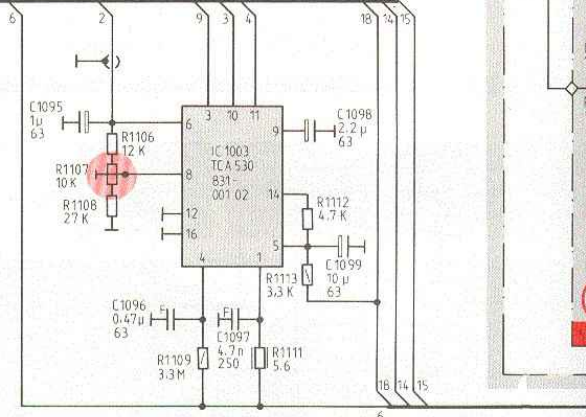 6
2
9
3
4
18
14
15
C1095
1µ
63
6
3
10
11
9
C1098
2.2 µ
63
R1106
12 K
IC 1003
TCA 530
831-
001 02
R1107
10 K
8
14
R1108
27 K
12
16
R1112
4.7 K
5
4
1
R1113
3,3 K
C1099
10 µ
63
C1096
0.47µ
63
F
F
C1097
4.7 n
250
R1109
3.3 M
R1111
5.6
18
14
15
6